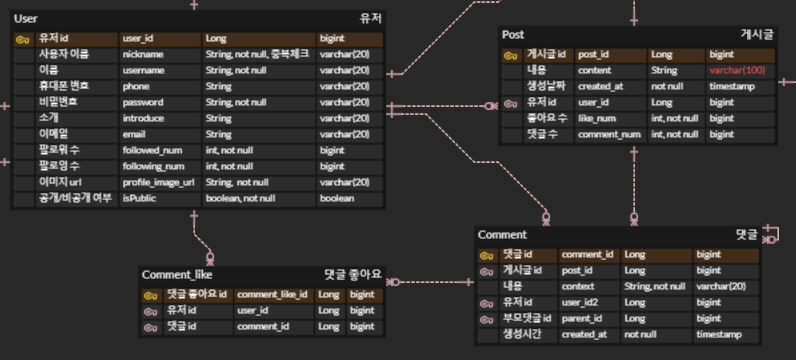 User 유저
유저 id user_id Long bigint
사용자 이름 nickname String, not null, 중복체크 varchar(20)
이름 username String, not null varchar(20)
휴대폰 번호 phone String varchar(20)
비밀번호 password String, not null varchar(20)
소개 introduce String varchar(20)
이메일 email String varchar(20)
팔로워 수 followed_num int, not null bigint
팔로잉 수 following_num int, not null bigint
이미지 url profile_image_url String, not null varchar(20)
공개/비공개 여부 isPublic boolean, not null boolean
Post 게시글
게시글 id post_id Long bigint
내용 content String varchar(100)
생성날짜 created_at not null timestamp
유저 id user_id Long bigint
좋아요 수 like_num int, not null bigint
댓글 수 comment_num int, not null bigint
Comment_like 댓글 좋아요
댓글 좋아요 id comment_like_id Long bigint
유저 id user_id Long bigint
댓글 id comment_id Long bigint
Comment 댓글
댓글 id comment_id Long bigint
게시글 id post_id Long bigint
내용 context String, not null varchar(20)
유저 id user_id2 Long bigint
부모댓글 id parent_id Long bigint
생성시간 created_at not null timestamp